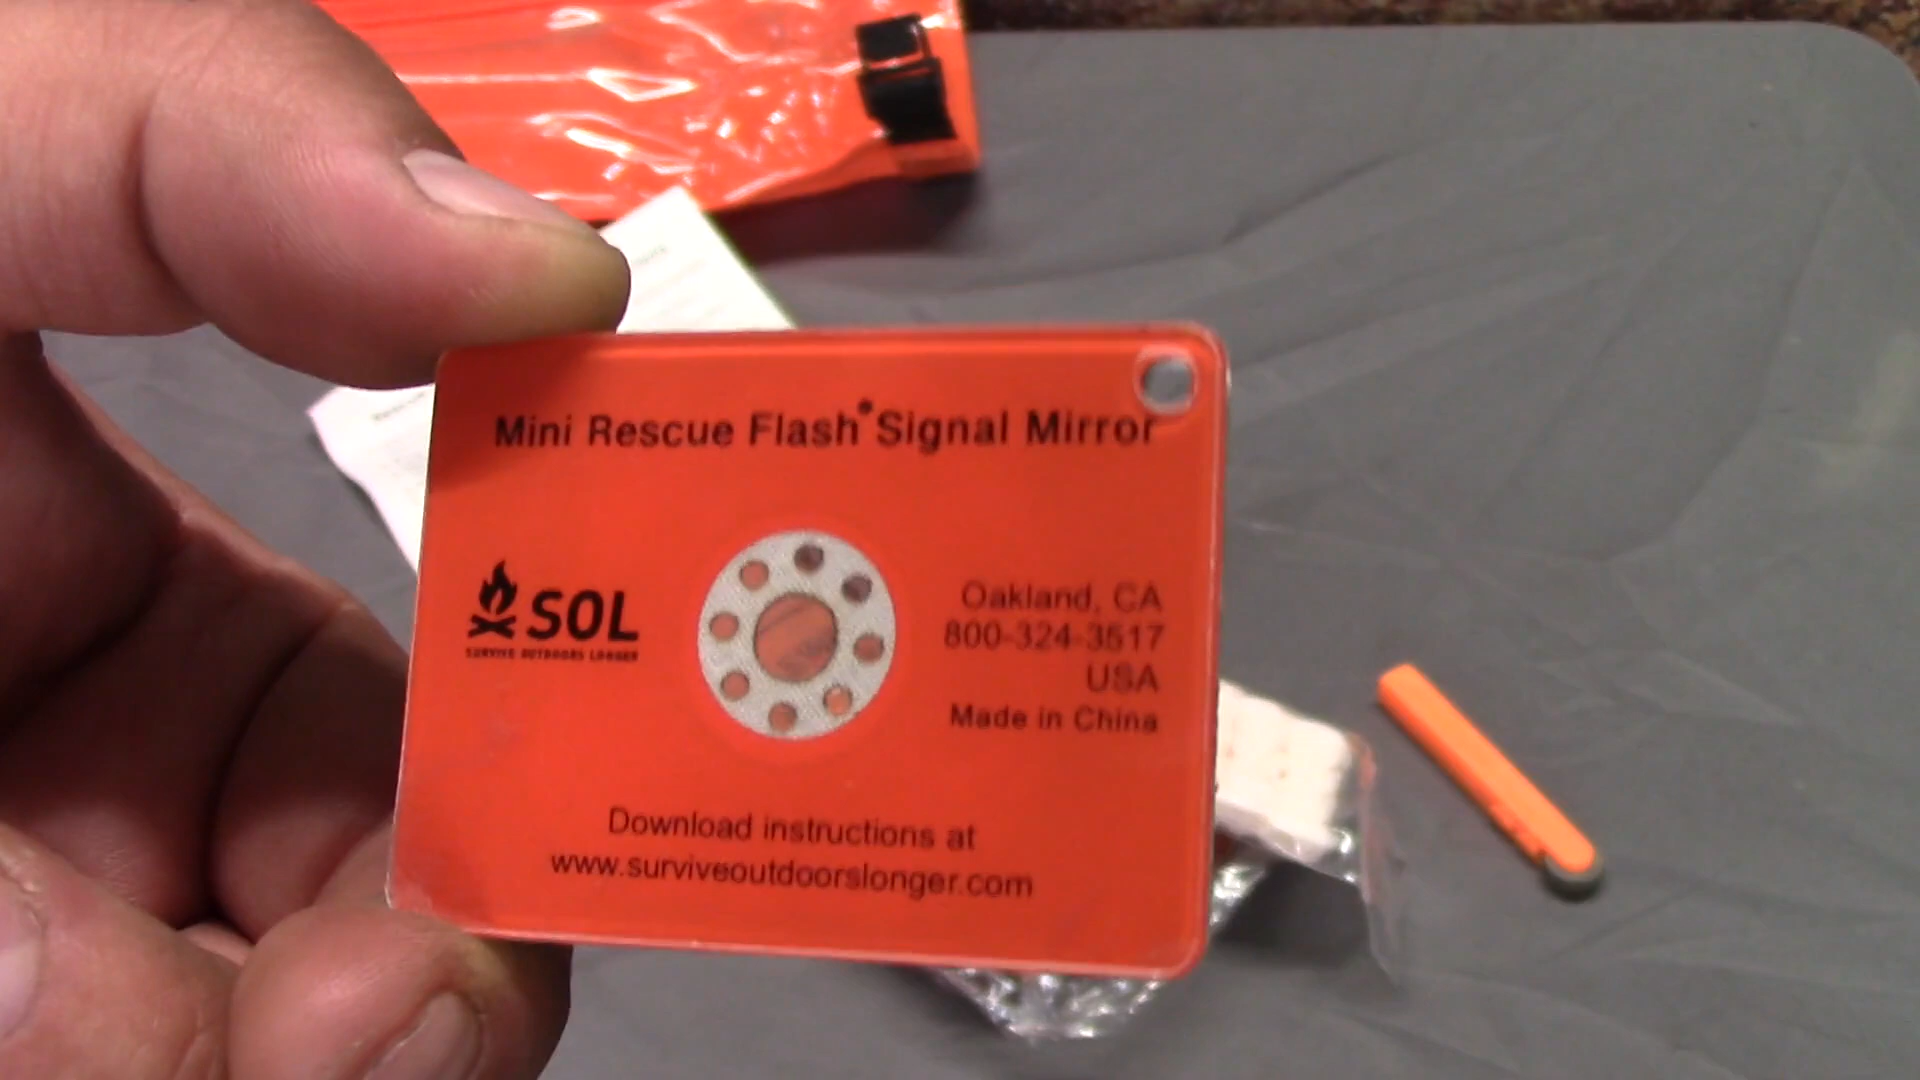 Mini Rescue Flash® Signal Mirror
SOL
SURVIVE OUTDOORS LONGER
Oakland, CA
800-324-3517
USA
Made in China
Download instructions at
www.surviveoutdoorslonger.com